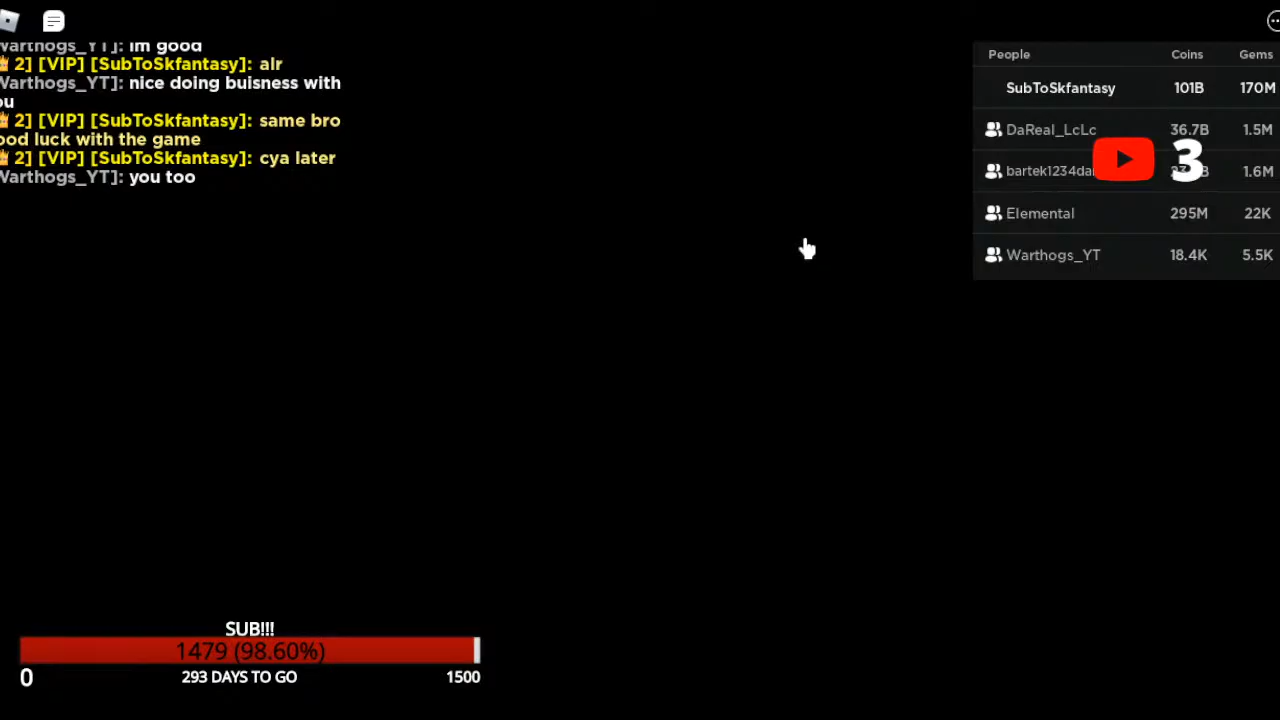 Warthogs_YT]: im good
2] [VIP] [SubToSkfantasy]: alr
Warthogs_YT]: nice doing buisness with
ou
2] [VIP] [SubToSkfantasy]: same bro
ood luck with the game
2] [VIP] [SubToSkfantasy]: cya later
Warthogs_YT]: you too
People Coins Gems
SubToSkfantasy 101B 170M
DaReal_LcLc 36.7B 1.5M
bartek1234da 1.6M
3
Elemental 295M 22K
Warthogs_YT 18.4K 5.5K
SUB!!!
1479 (98.60%)
0 293 DAYS TO GO 1500